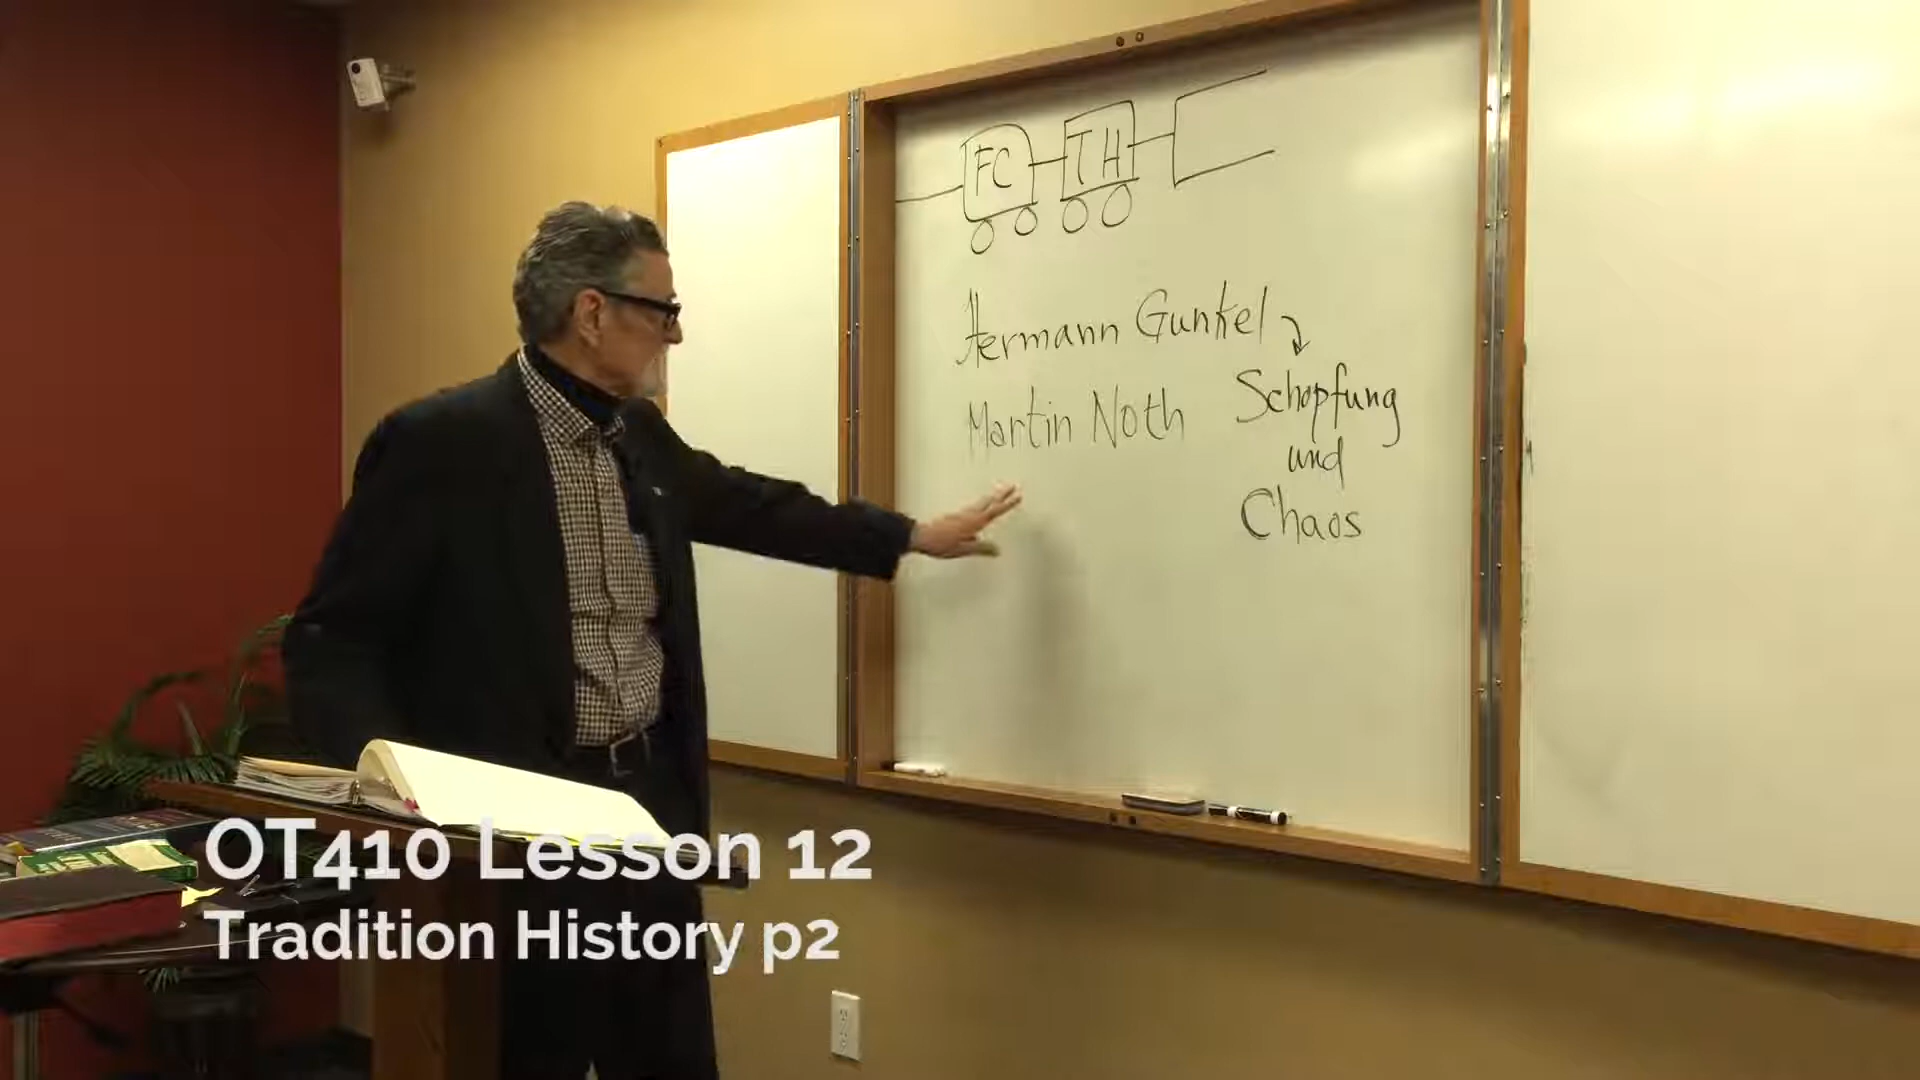 FC TH
Hermann Gunkel
Martin Noth
Schopfung
und
Chaos
OT410 Lesson 12
Tradition History p2